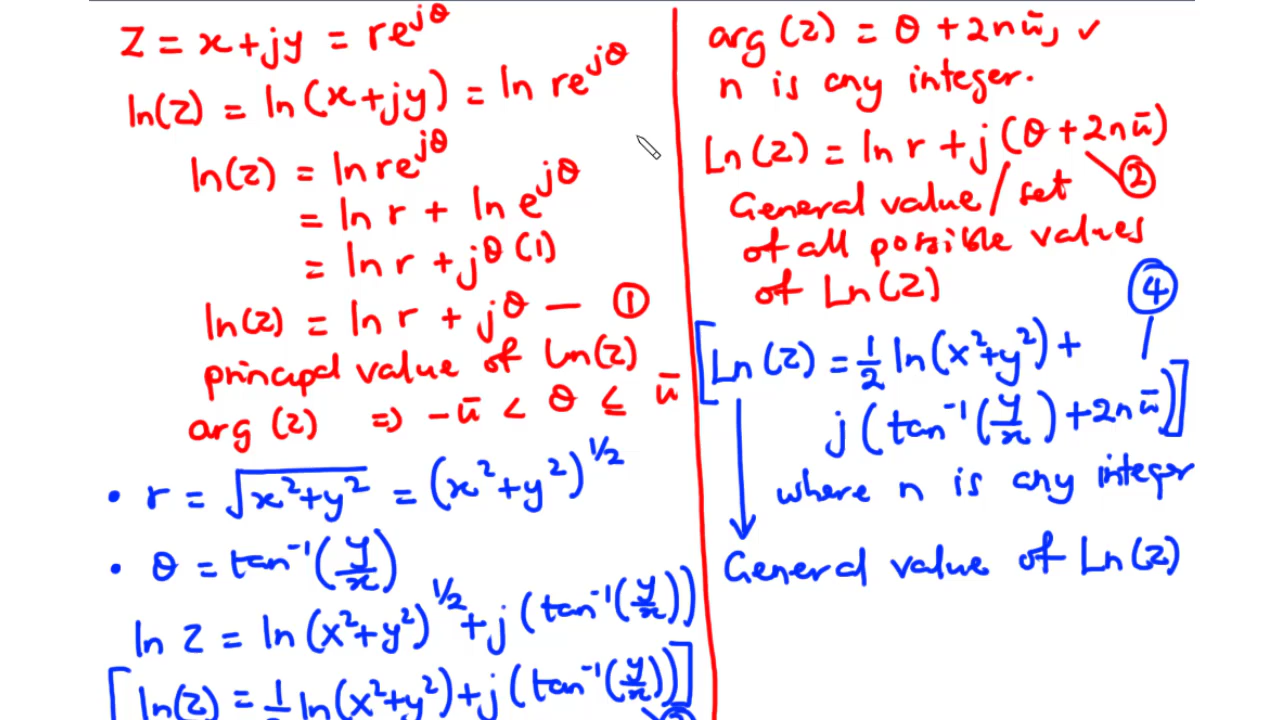 z = x+jy = re^{jθ}
ln(z) = ln(x+jy) = ln re^{jθ}
ln(z) = ln re^{jθ}
= ln r + ln e^{jθ}
= ln r + jθ(1)
ln(z) = ln r + jθ — ①
principal value of ln(z)
arg(z) ⇒ -π < θ ≤ π
• r = √(x²+y²) = (x²+y²)^{1/2}
• θ = tan⁻¹(y/x)
ln z = ln(x²+y²)^{1/2} + j(tan⁻¹(y/x))
[ln(z) = 1/2 ln(x²+y²)+j(tan⁻¹(y/x))]
③
arg(z) = θ + 2nπ, ✓
n is any integer.
Ln(z) = ln r + j(θ + 2nπ)
②
General value/set
of all possible values
of Ln(z)
④
[Ln(z) = 1/2 ln(x²+y²) +
j(tan⁻¹(y/x) + 2nπ)]
where n is any integer
General value of Ln(z)